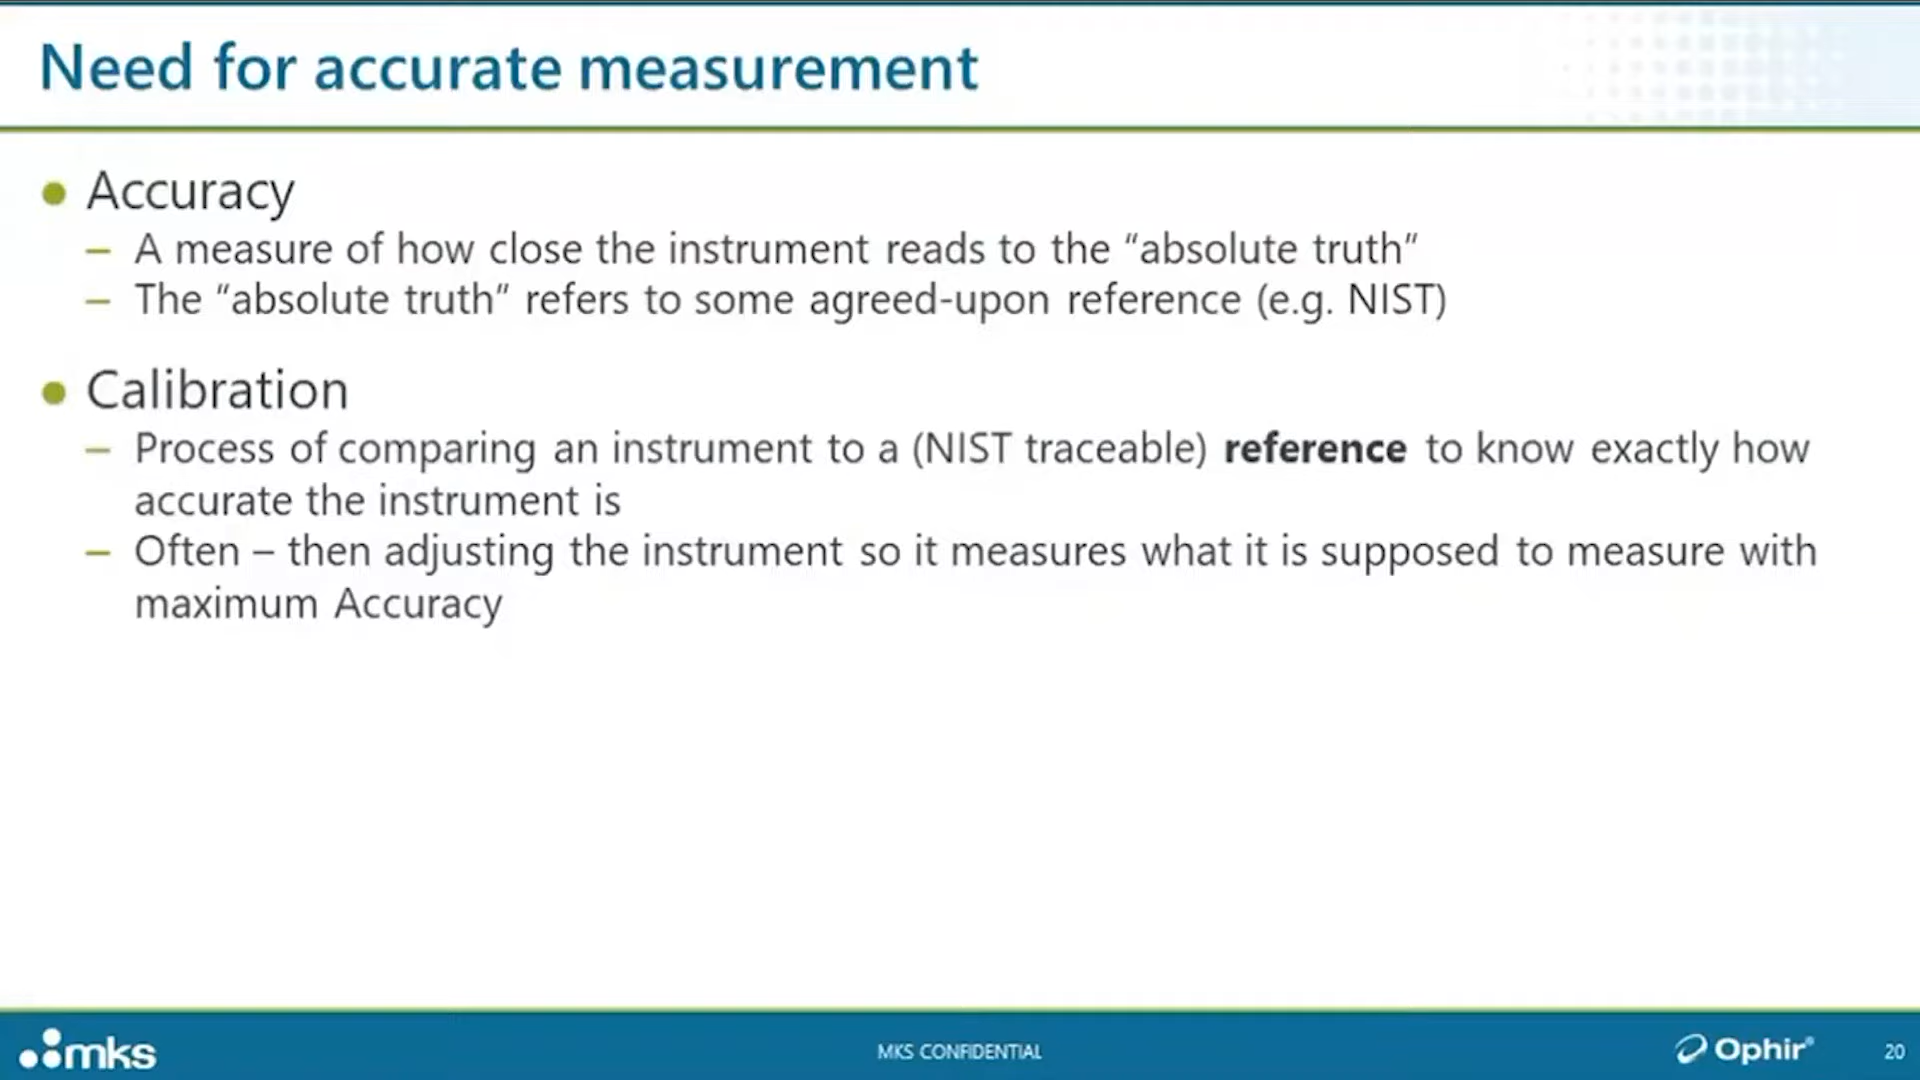 Need for accurate measurement
● Accuracy
– A measure of how close the instrument reads to the “absolute truth”
– The “absolute truth” refers to some agreed-upon reference (e.g. NIST)
● Calibration
– Process of comparing an instrument to a (NIST traceable) reference to know exactly how
accurate the instrument is
– Often – then adjusting the instrument so it measures what it is supposed to measure with
maximum Accuracy
mks
MKS CONFIDENTIAL
Ophir®
20